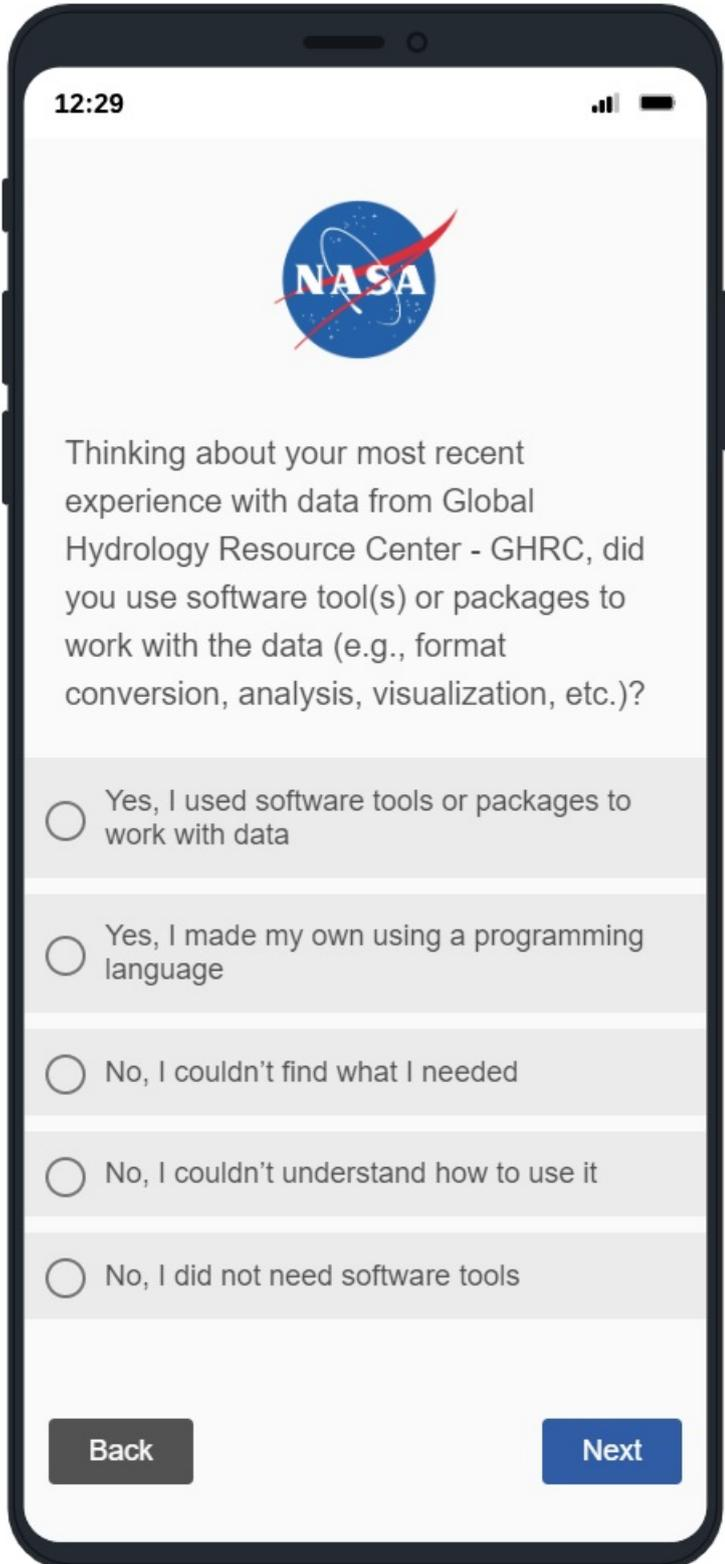 12:29
NASA
Thinking about your most recent
experience with data from Global
Hydrology Resource Center - GHRC, did
you use software tool(s) or packages to
work with the data (e.g., format
conversion, analysis, visualization, etc.)?
Yes, I used software tools or packages to
work with data
Yes, I made my own using a programming
language
No, I couldn’t find what I needed
No, I couldn’t understand how to use it
No, I did not need software tools
Back
Next